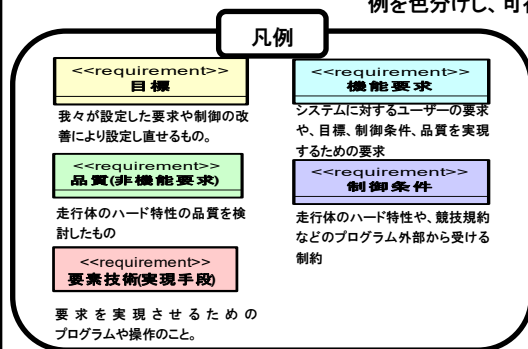 例を色分けし、可
凡例
<<requirement>>
目標
我々が設定した要求や制御の改
善により設定し直せるもの。
<<requirement>>
機能要求
システムに対するユーザーの要求
や、目標、制御条件、品質を実現
するための要求
<<requirement>>
品質(非機能要求)
走行体のハード特性の品質を検
討したもの
<<requirement>>
制御条件
走行体のハード特性や、競技規約
などのプログラム外部から受ける
制約
<<requirement>>
要素技術(実現手段)
要求を実現させるための
プログラムや操作のこと。